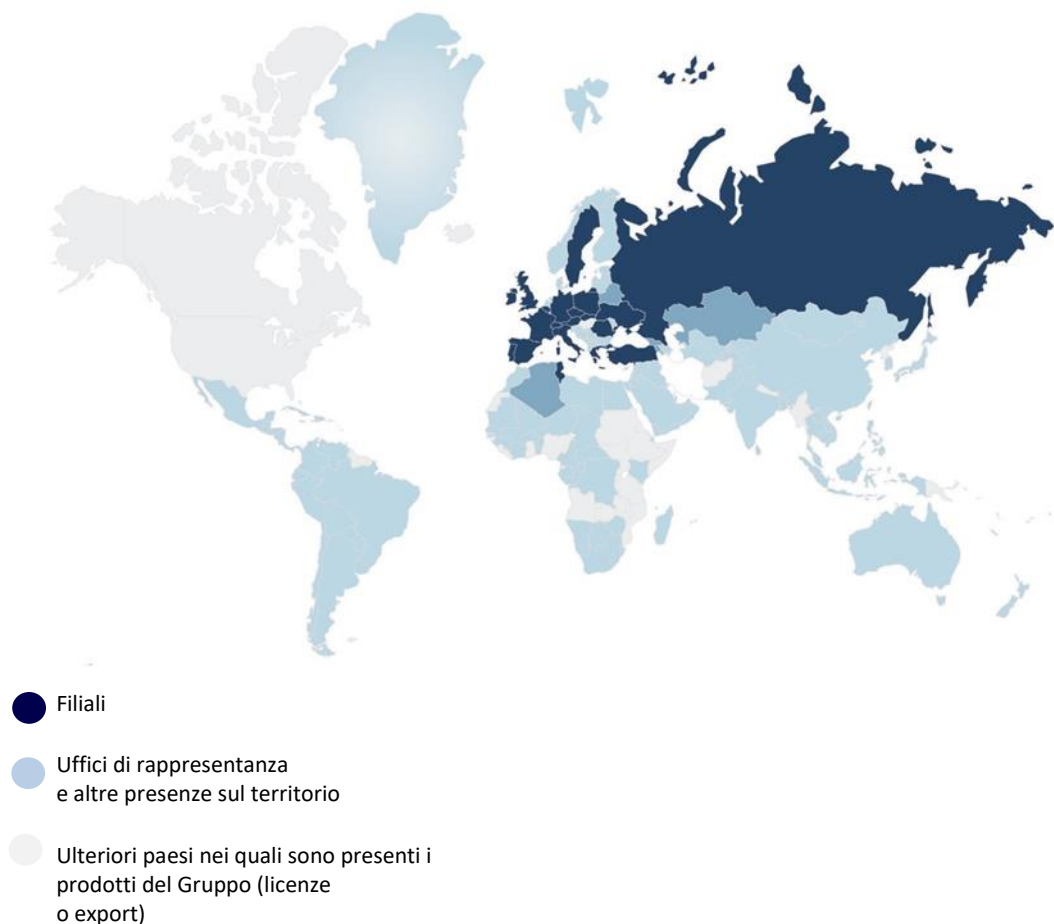 Filiali
Uffici di rappresentanza
e altre presenze sul territorio
Ulteriori paesi nei quali sono presenti i
prodotti del Gruppo (licenze
o export)